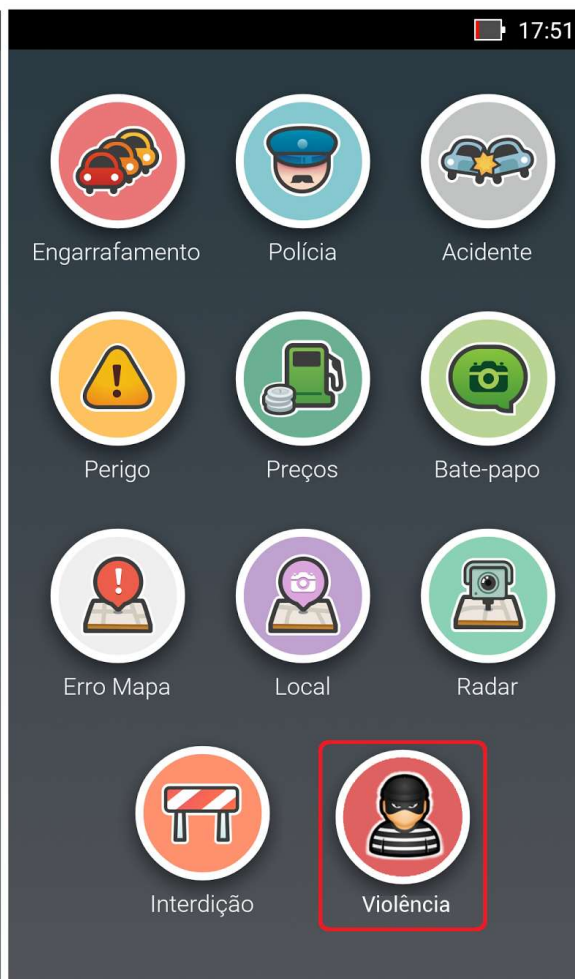 17:51
Engarrafamento
Polícia
Acidente
Perigo
Preços
Bate-papo
Erro Mapa
Local
Radar
Interdição
Violência